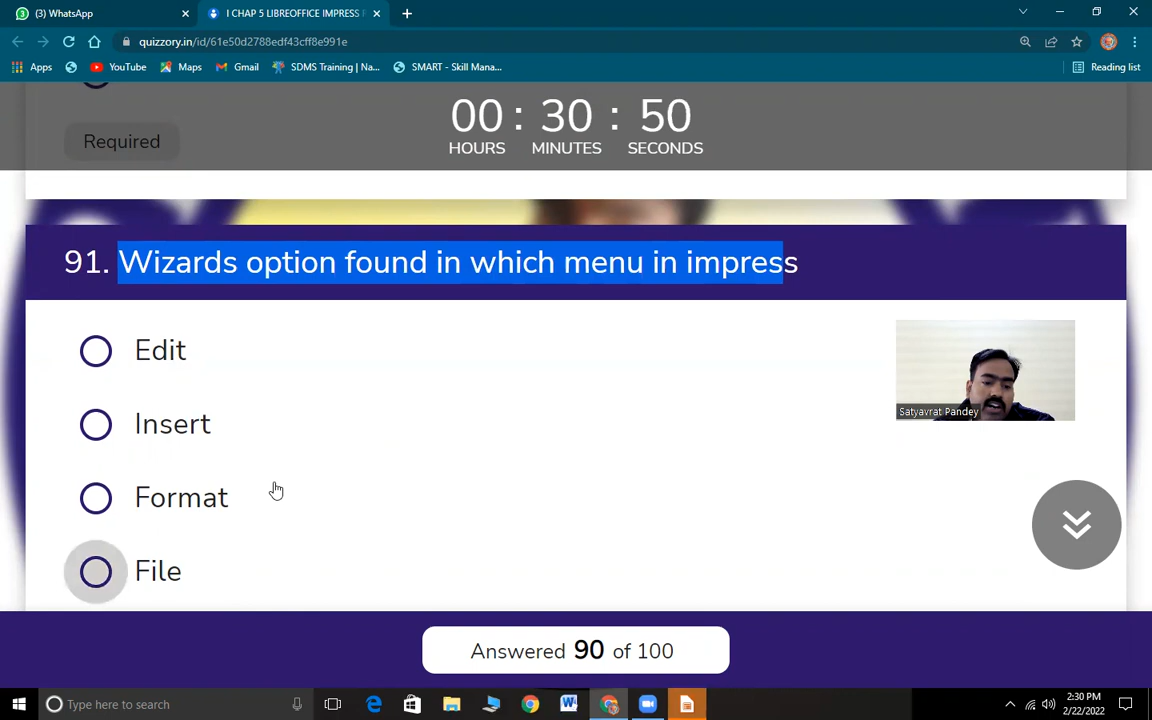 (3) WhatsApp
I CHAP 5 LIBREOFFICE IMPRESS
quizzory.in/id/61e50d2788edf43cff8e991e
Apps YouTube Maps Gmail SDMS Training | Na... SMART - Skill Mana... Reading list
00 : 30 : 50
HOURS MINUTES SECONDS
Required
91. Wizards option found in which menu in impress
Edit
Insert
Format
File
Satyavrat Pandey
Answered 90 of 100
Type here to search
2:30 PM
2/22/2022